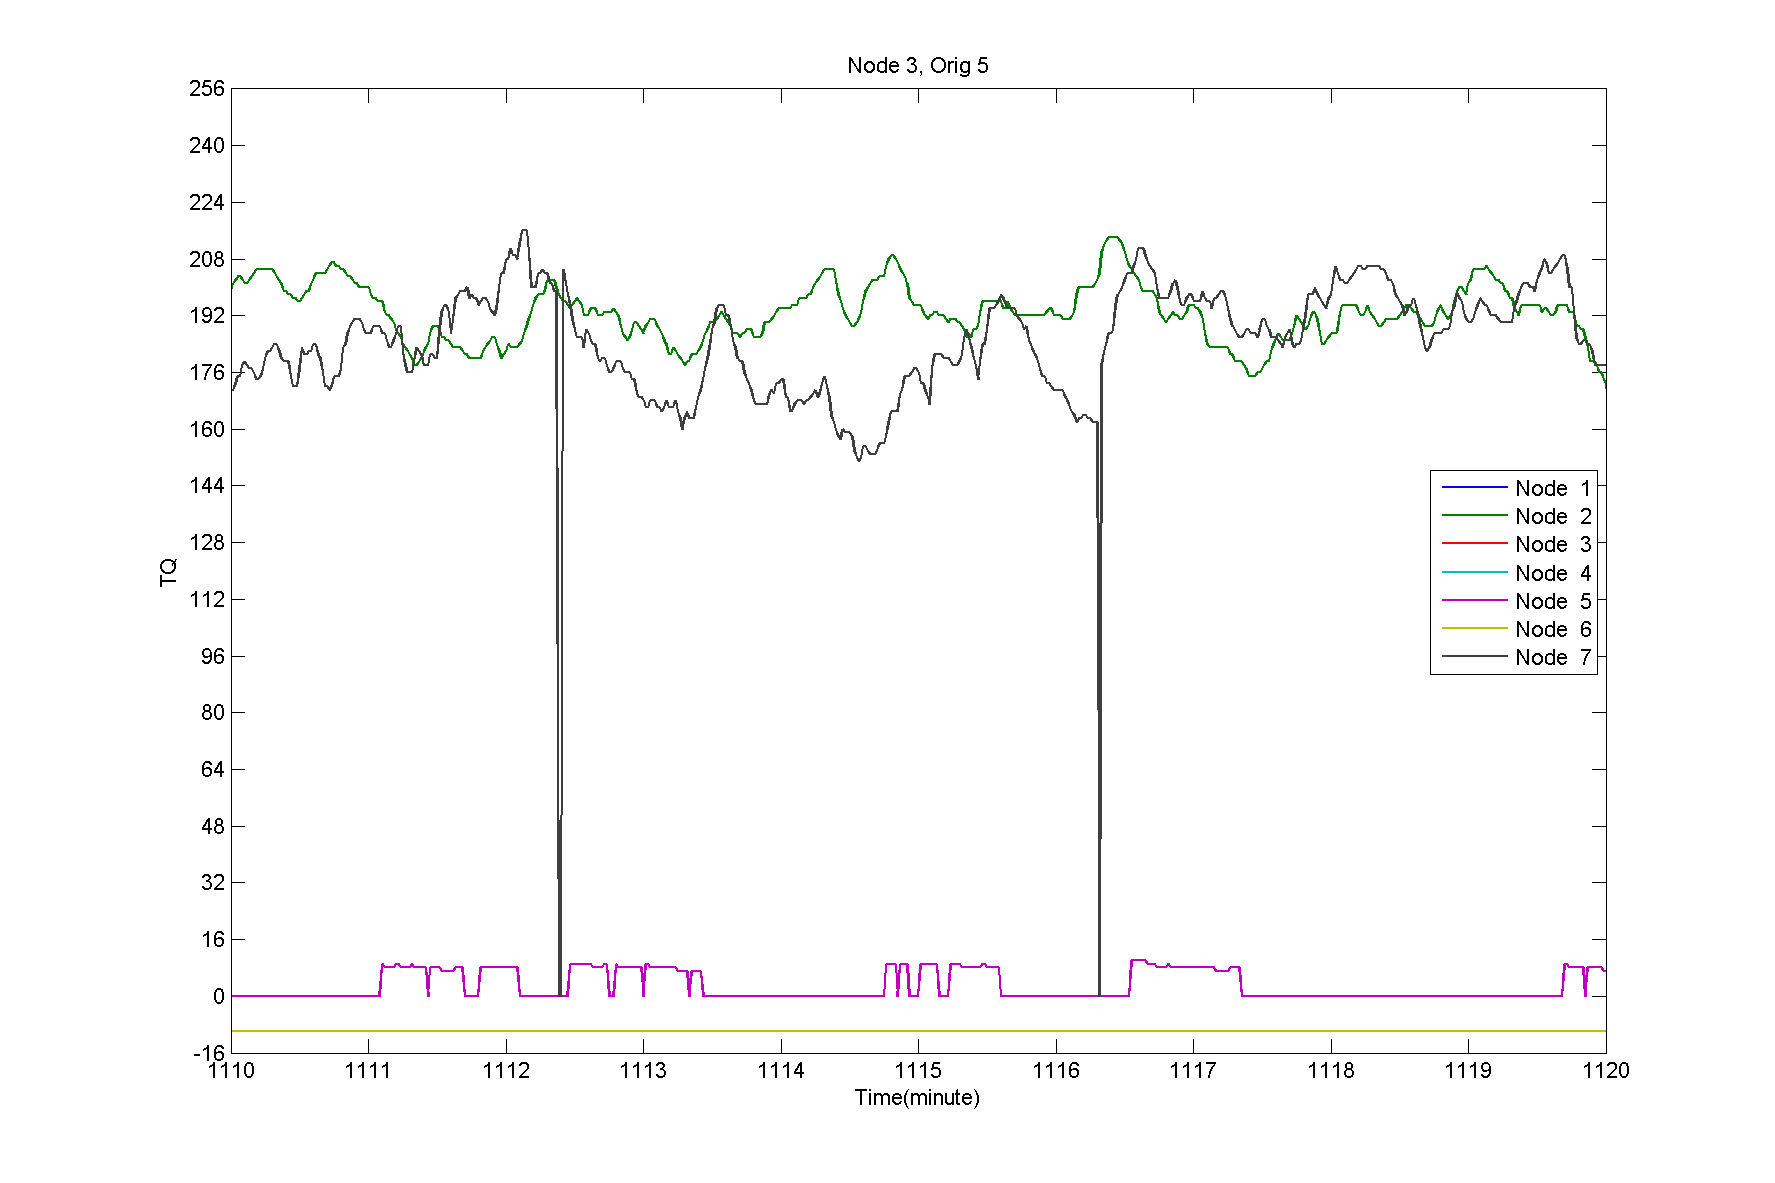 Node 3, Orig 5
256
240
224
208
192
176
160
144
128
112
96
80
64
48
32
16
0
-16
TQ
Node 1
Node 2
Node 3
Node 4
Node 5
Node 6
Node 7
1110 1111 1112 1113 1114 1115 1116 1117 1118 1119 1120
Time(minute)